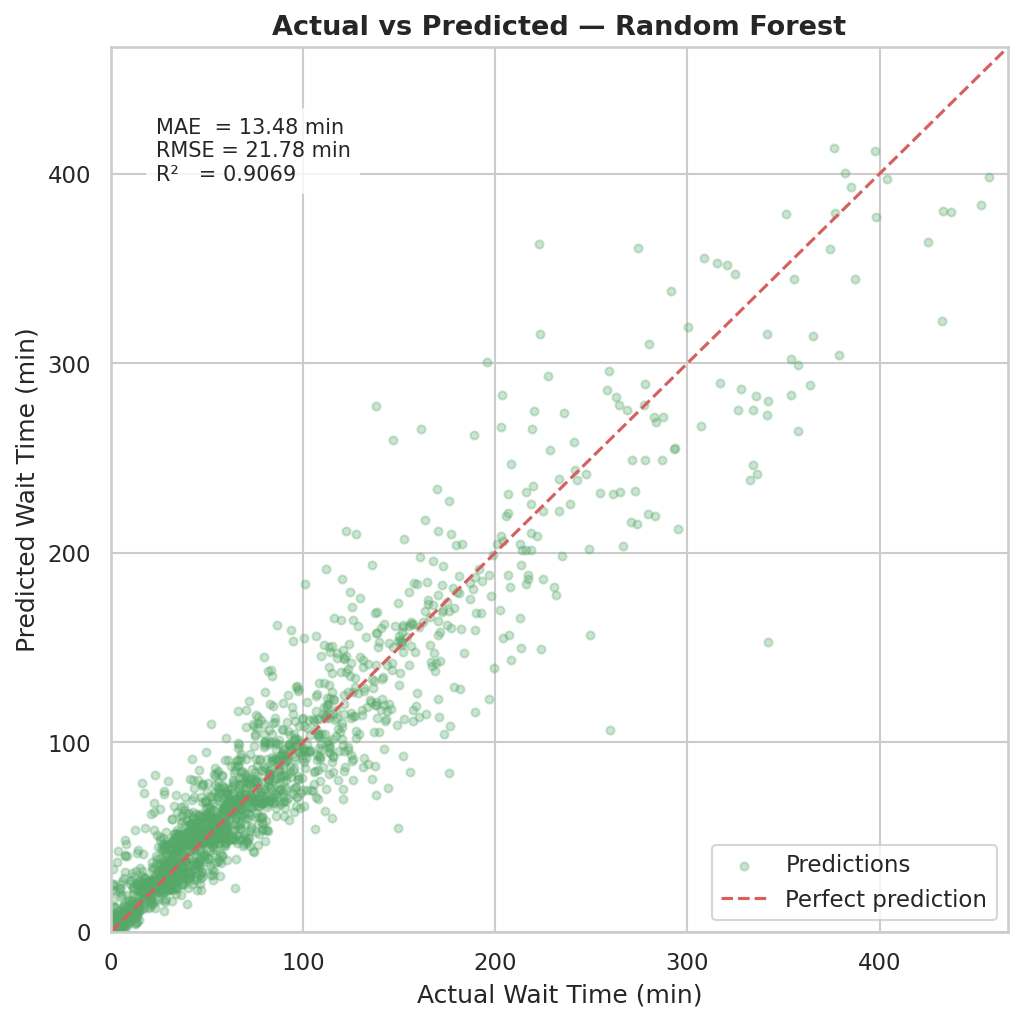 Actual vs Predicted — Random Forest
MAE  = 13.48 min
RMSE = 21.78 min
R²   = 0.9069
Predicted Wait Time (min)
400
300
200
100
0
0 100 200 300 400
Actual Wait Time (min)
Predictions
Perfect prediction